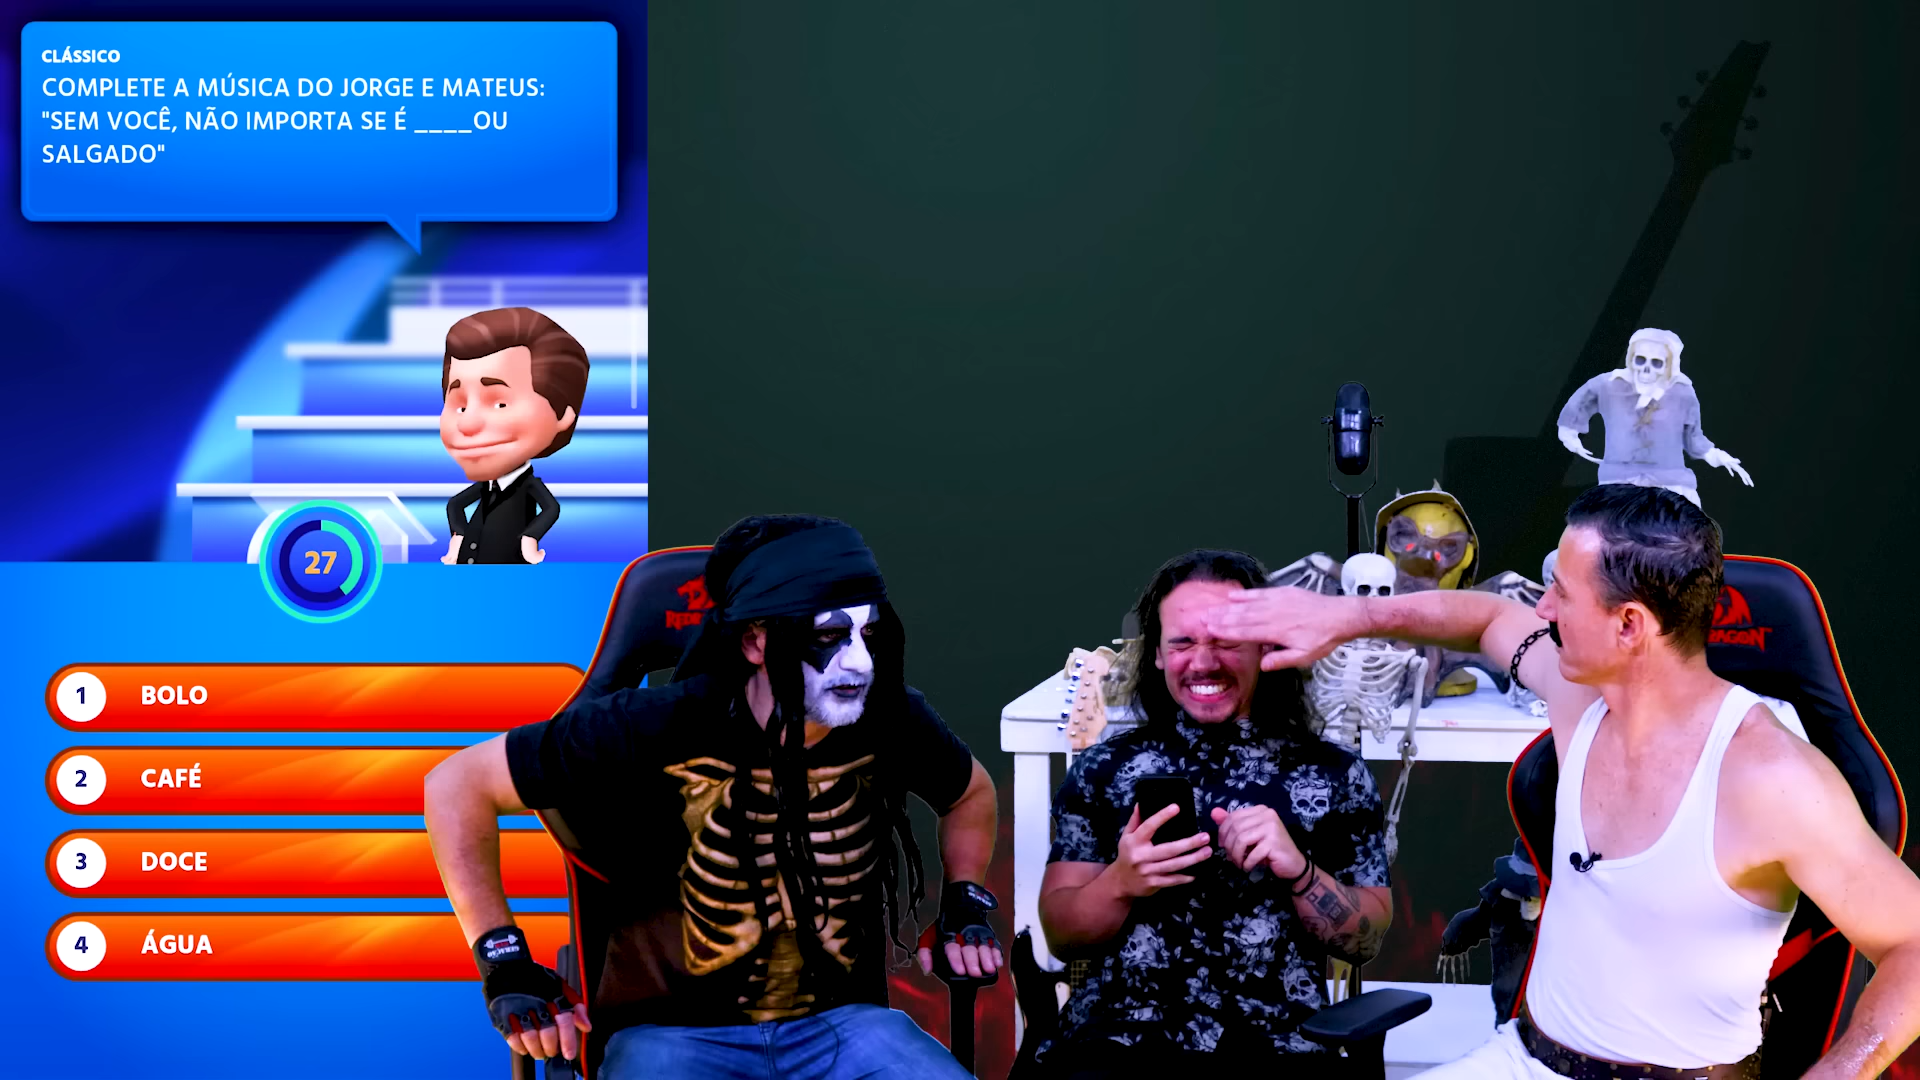 CLÁSSICO
COMPLETE A MÚSICA DO JORGE E MATEUS:
"SEM VOCÊ, NÃO IMPORTA SE É ____OU
SALGADO"
27
1 BOLO
2 CAFÉ
3 DOCE
4 ÁGUA